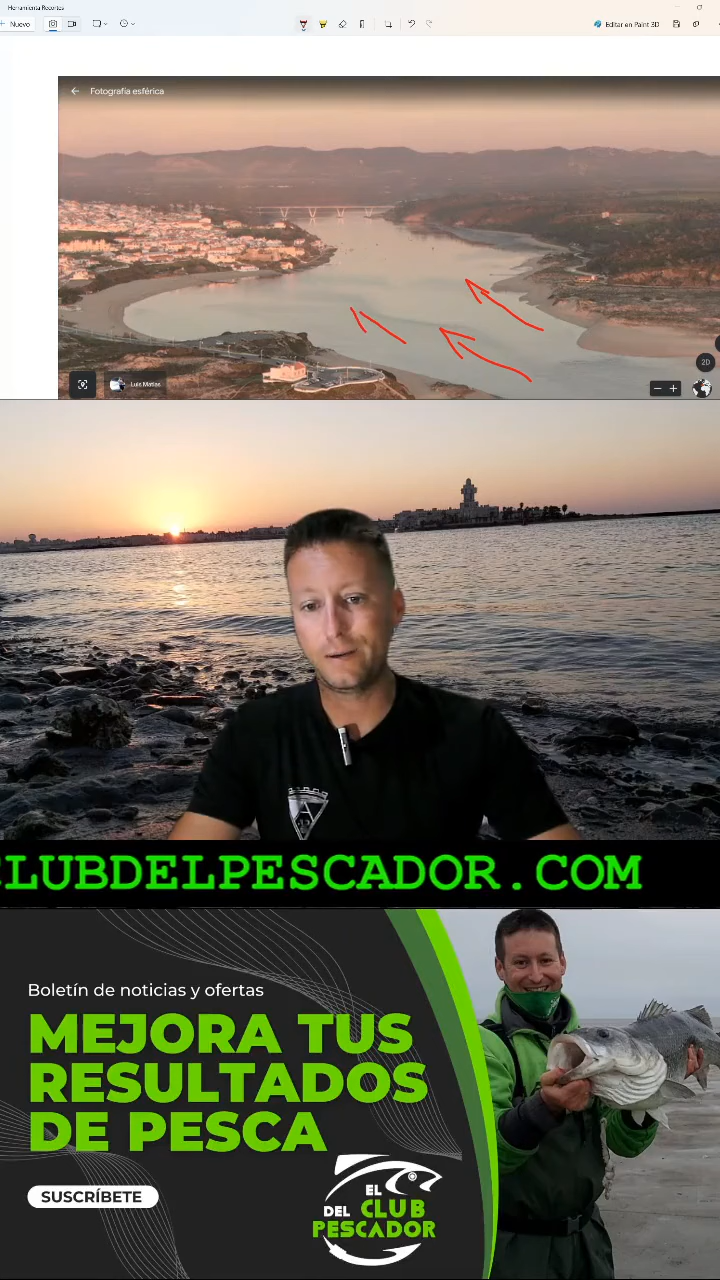 Herramienta Recortes
Nuevo
Editar en Paint 3D
Fotografía esférica
2D
Luis Matias
CLUBDELPESCADOR.COM
Boletín de noticias y ofertas
MEJORA TUS
RESULTADOS
DE PESCA
SUSCRÍBETE
EL
DEL CLUB
PESCADOR